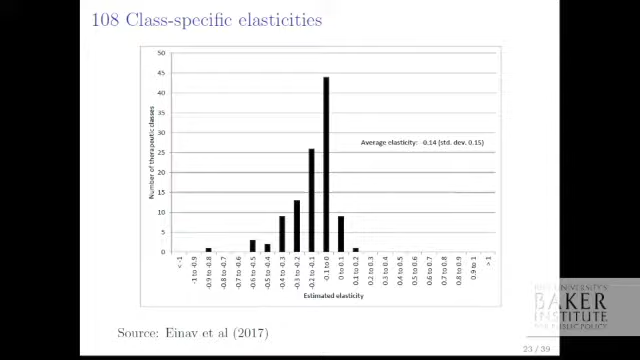 108 Class-specific elasticities
50
45
40
35
30
25
20
15
10
5
0
Number of therapeutic classes
Average elasticity: -0.14 (std. dev. 0.15)
< -1
-1 to -0.9
-0.9 to -0.8
-0.8 to -0.7
-0.7 to -0.6
-0.6 to -0.5
-0.5 to -0.4
-0.4 to -0.3
-0.3 to -0.2
-0.2 to -0.1
-0.1 to 0
0 to 0.1
0.1 to 0.2
0.2 to 0.3
0.3 to 0.4
0.4 to 0.5
0.5 to 0.6
0.6 to 0.7
0.7 to 0.8
0.8 to 0.9
0.9 to 1
> 1
Estimated elasticity
Source: Einav et al (2017)
RICE UNIVERSITY'S
BAKER
INSTITUTE
FOR PUBLIC POLICY
23 / 39